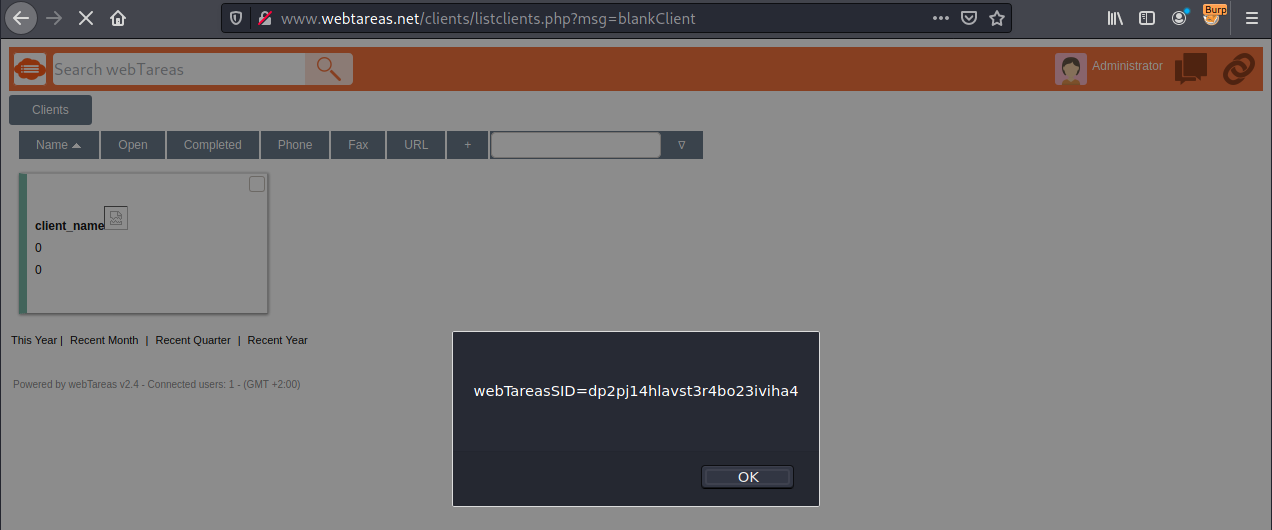 Burp
www.webtareas.net/clients/listclients.php?msg=blankClient
Search webTareas
Administrator
Clients
Name Open Completed Phone Fax URL +
client_name
0
0
This Year | Recent Month | Recent Quarter | Recent Year
Powered by webTareas v2.4 - Connected users: 1 - (GMT +2:00)
webTareasSID=dp2pj14hlavst3r4bo23iviha4
OK